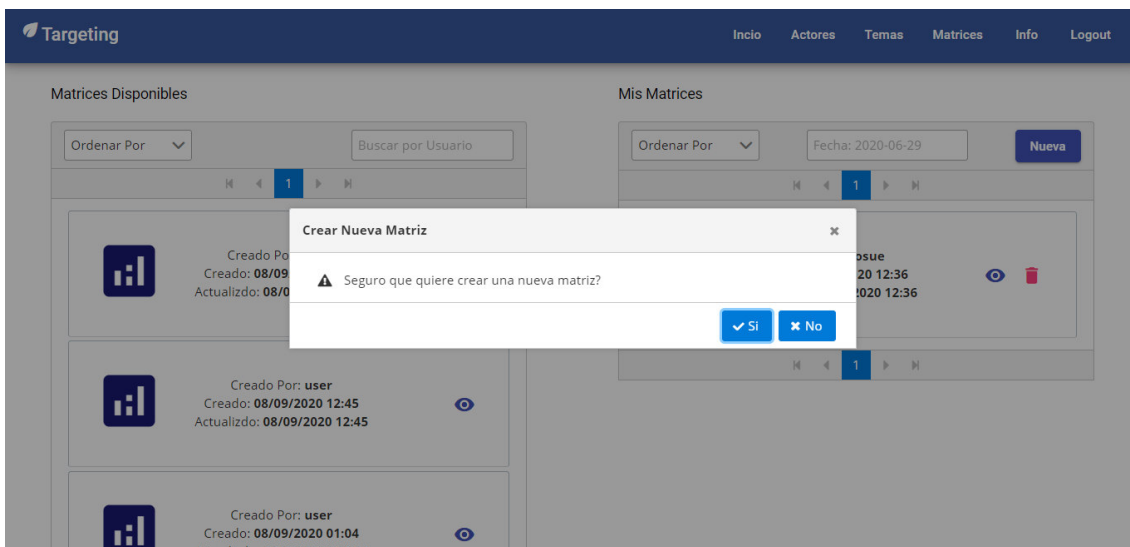 Targeting
Incio Actores Temas Matrices Info Logout
Matrices Disponibles
Ordenar Por
Buscar por Usuario
1
Creado Po
Creado: 08/09
Actualizdo: 08/0
Creado Por: user
Creado: 08/09/2020 12:45
Actualizdo: 08/09/2020 12:45
Creado Por: user
Creado: 08/09/2020 01:04
Mis Matrices
Ordenar Por
Fecha: 2020-06-29
Nueva
1
osue
20 12:36
2020 12:36
1
Crear Nueva Matriz
Seguro que quiere crear una nueva matriz?
Si No